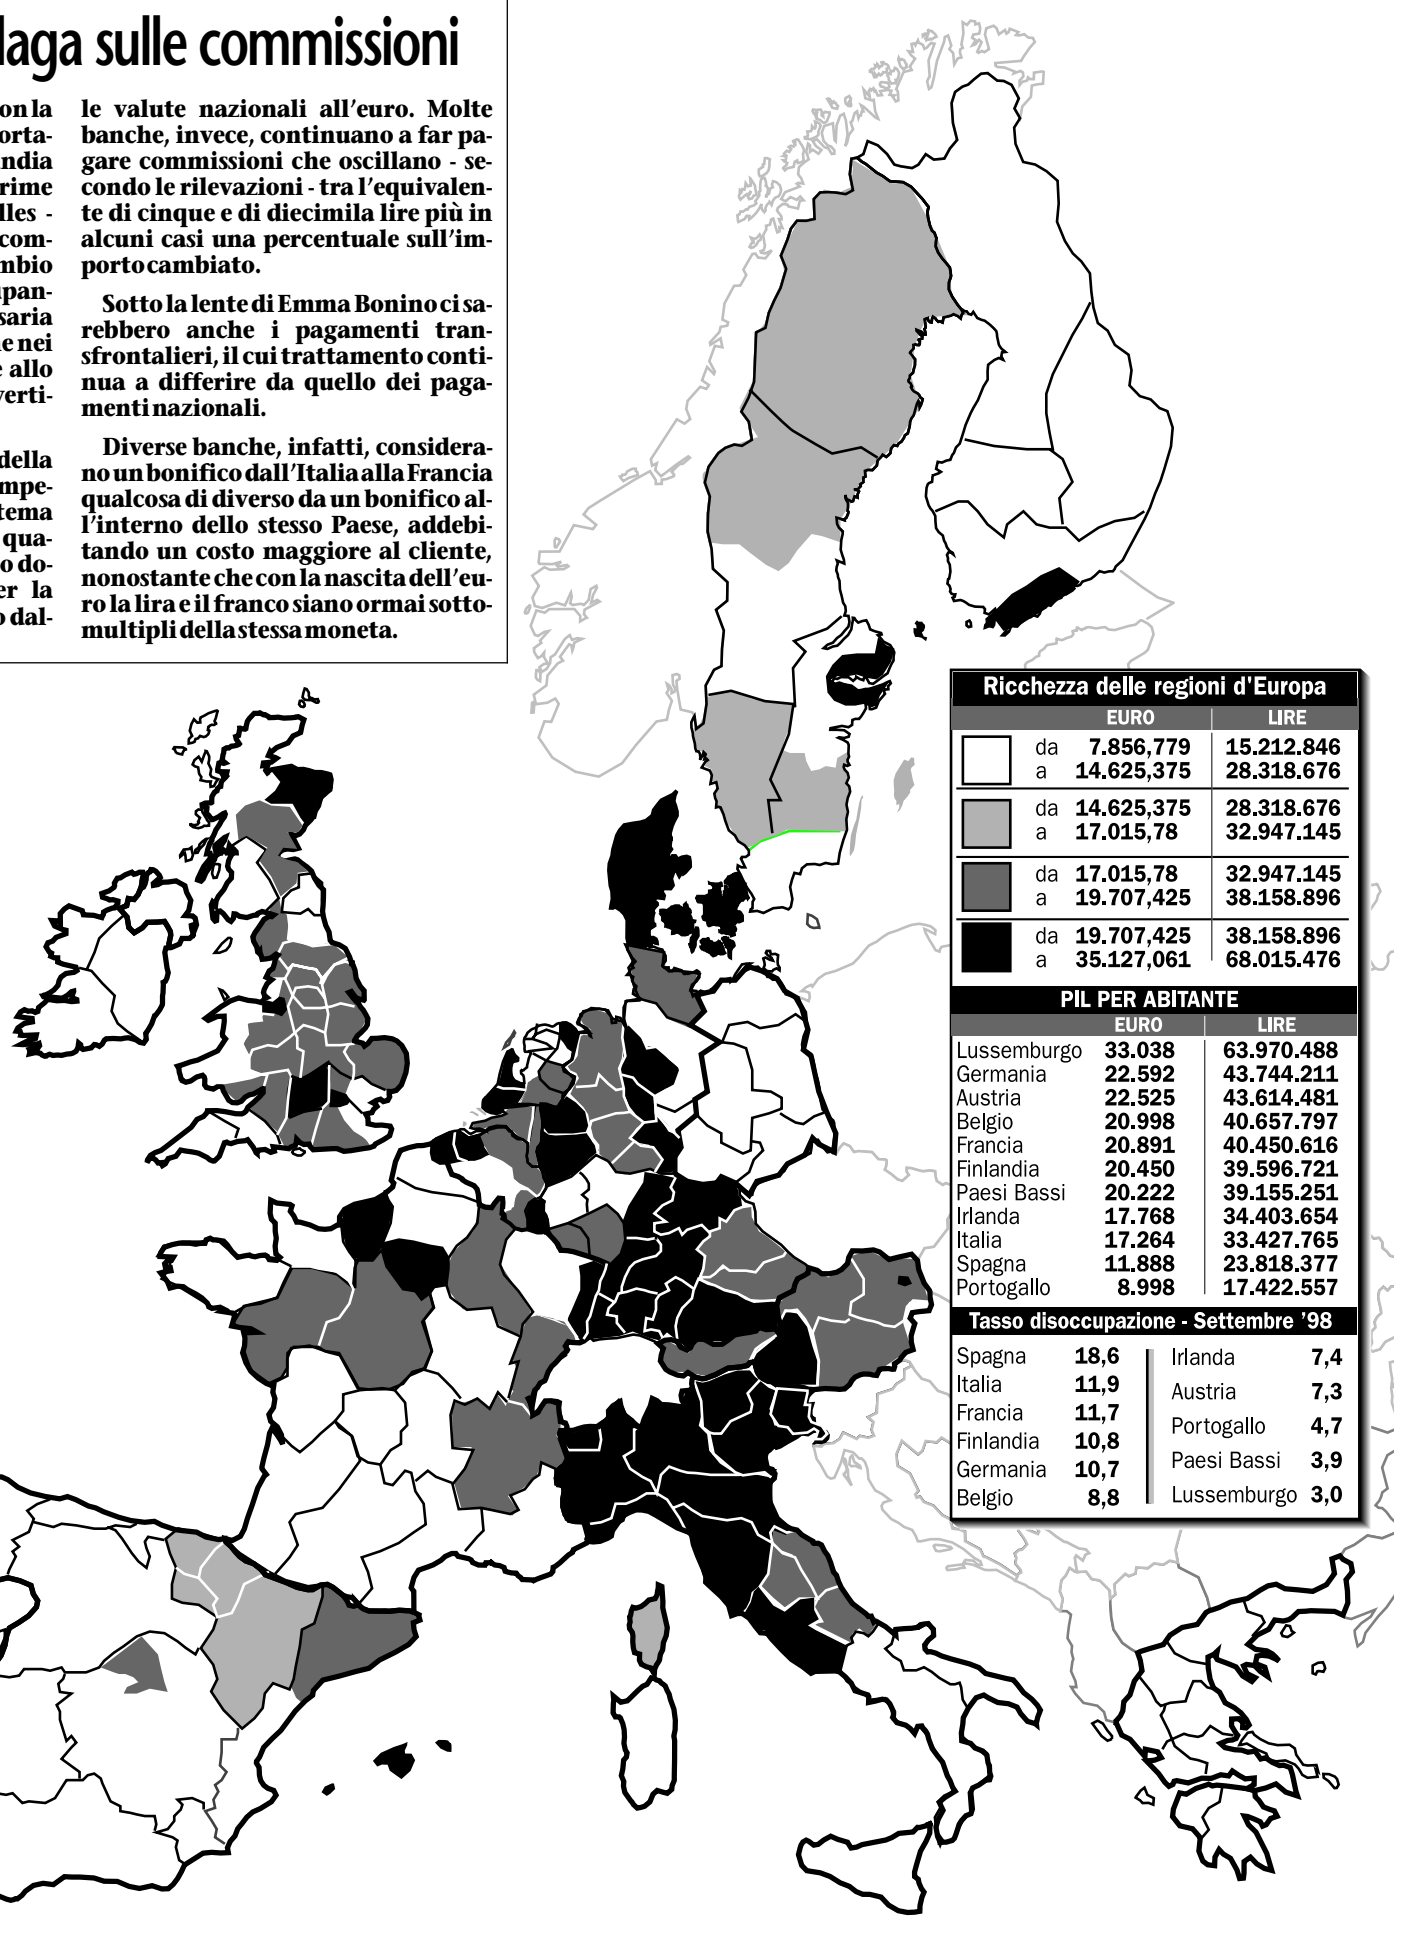 laga sulle commissioni
on la
orta-
ndia
rime
lles -
com-
mbio
upan-
saria
e nei
e allo
verti-
della
mpe-
tema
qua-
o do-
er la
o dal-
le valute nazionali all'euro. Molte
banche, invece, continuano a far pa-
gare commissioni che oscillano - se-
condo le rilevazioni - tra l'equivalen-
te di cinque e di diecimila lire più in
alcuni casi una percentuale sull'im-
porto cambiato.
Sotto la lente di Emma Bonino ci sa-
rebbero anche i pagamenti tran-
sfrontalieri, il cui trattamento conti-
nua a differire da quello dei paga-
menti nazionali.
Diverse banche, infatti, considera-
no un bonifico dall'Italia alla Francia
qualcosa di diverso da un bonifico al-
l'interno dello stesso Paese, addebi-
tando un costo maggiore al cliente,
nonostante che con la nascita dell'eu-
ro la lira e il franco siano ormai sotto-
multipli della stessa moneta.
Ricchezza delle regioni d'Europa
EURO LIRE
da 7.856,779 15.212.846
a 14.625,375 28.318.676
da 14.625,375 28.318.676
a 17.015,78 32.947.145
da 17.015,78 32.947.145
a 19.707,425 38.158.896
da 19.707,425 38.158.896
a 35.127,061 68.015.476
PIL PER ABITANTE
EURO LIRE
Lussemburgo 33.038 63.970.488
Germania 22.592 43.744.211
Austria 22.525 43.614.481
Belgio 20.998 40.657.797
Francia 20.891 40.450.616
Finlandia 20.450 39.596.721
Paesi Bassi 20.222 39.155.251
Irlanda 17.768 34.403.654
Italia 17.264 33.427.765
Spagna 11.888 23.818.377
Portogallo 8.998 17.422.557
Tasso disoccupazione - Settembre '98
Spagna 18,6
Italia 11,9
Francia 11,7
Finlandia 10,8
Germania 10,7
Belgio 8,8
Irlanda 7,4
Austria 7,3
Portogallo 4,7
Paesi Bassi 3,9
Lussemburgo 3,0